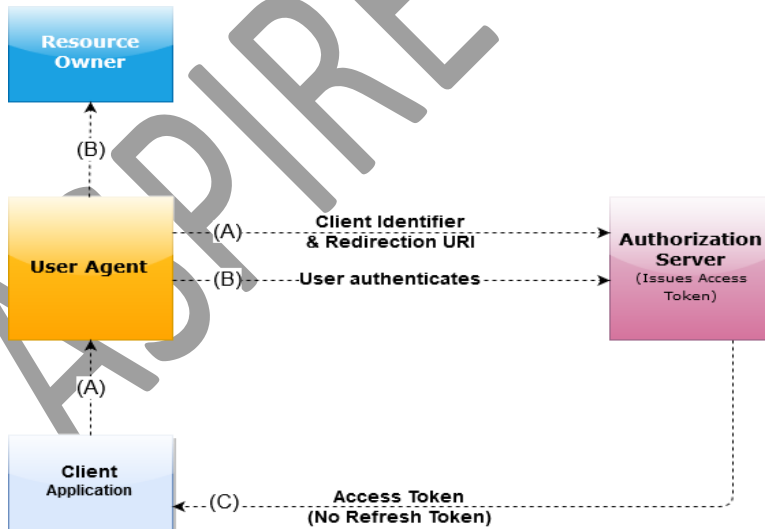 Resource
Owner
(B)
User Agent
(A)
Client Identifier
& Redirection URI
(B)
User authenticates
Authorization
Server
(Issues Access
Token)
(A)
Client
Application
(C)
Access Token
(No Refresh Token)
ASPIRE